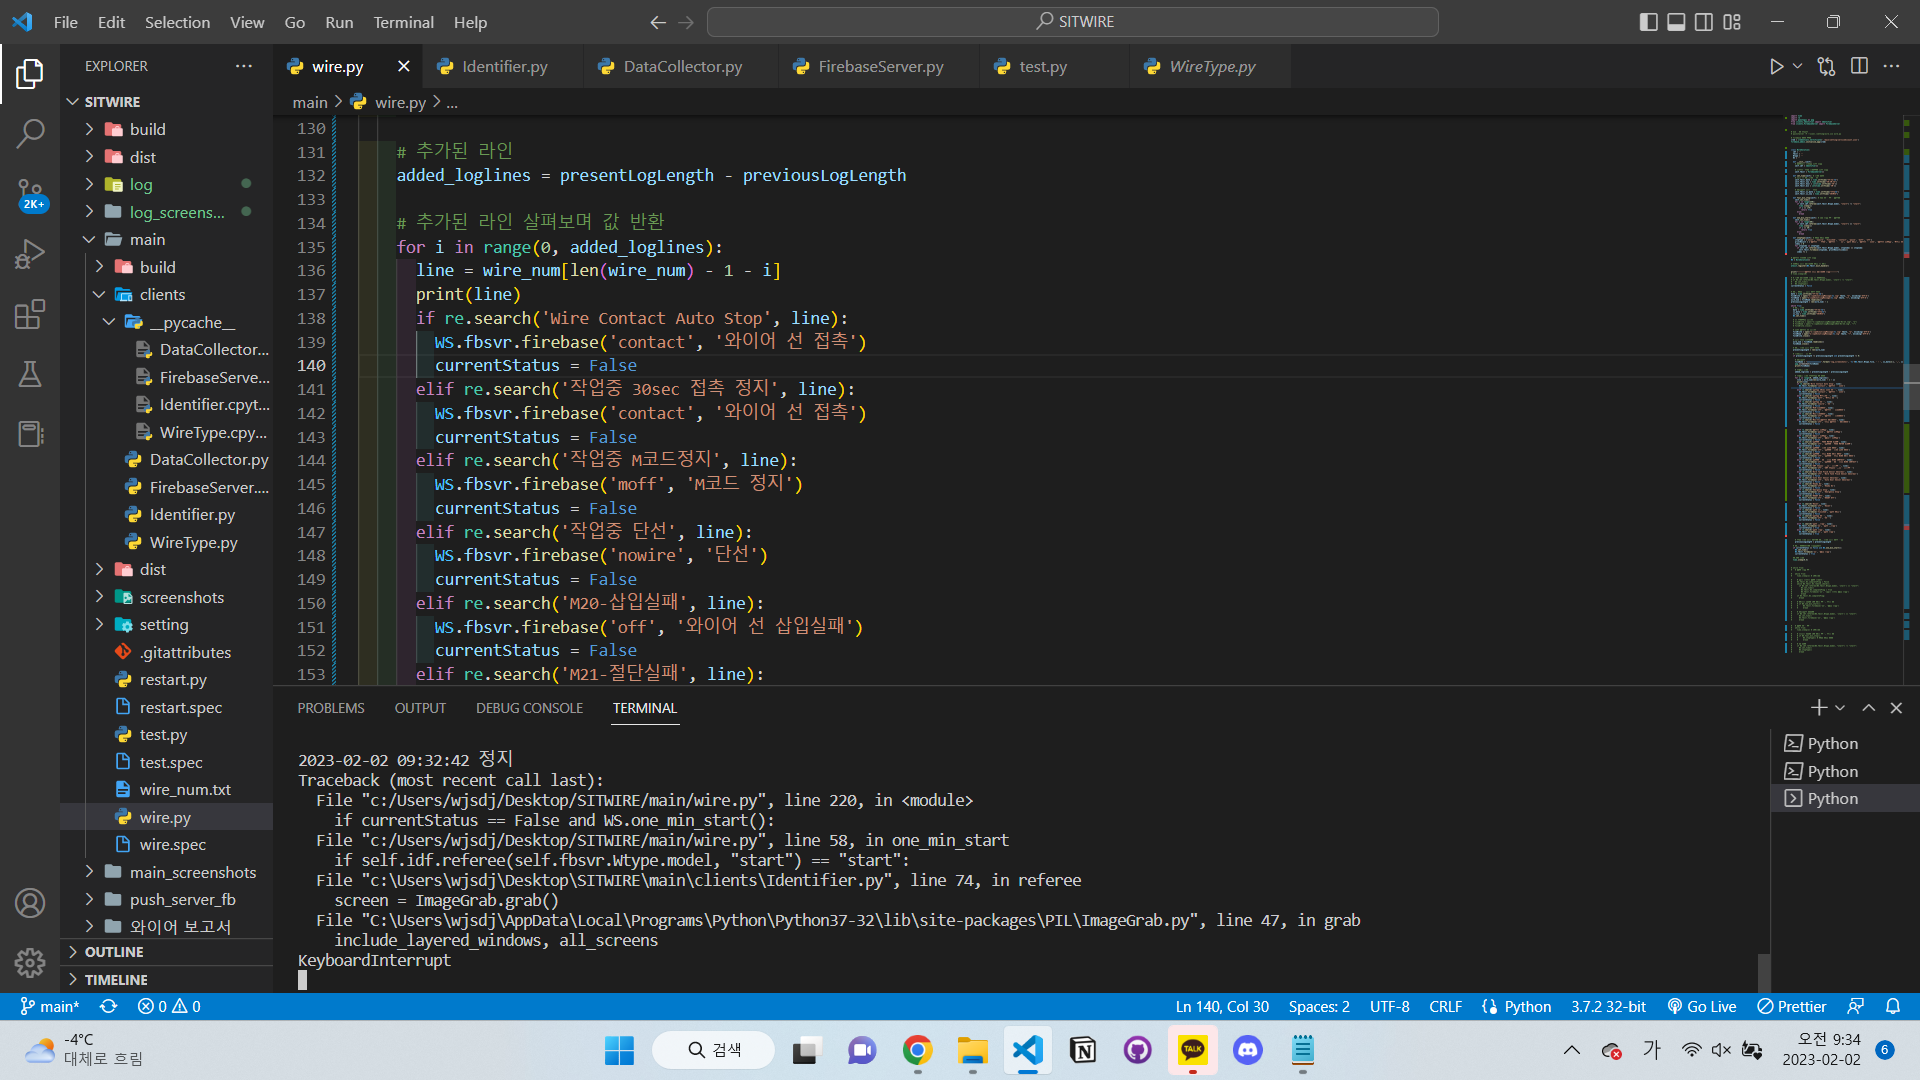 File Edit Selection View Go Run Terminal Help
SITWIRE
EXPLORER
wire.py
Identifier.py
DataCollector.py
FirebaseServer.py
test.py
WireType.py
main > wire.py > ...
SITWIRE
build
dist
log
log_screens...
main
build
clients
__pycache__
DataCollector...
FirebaseServe...
Identifier.cpyt...
WireType.cpy...
DataCollector.py
FirebaseServer....
Identifier.py
WireType.py
dist
screenshots
setting
.gitattributes
restart.py
restart.spec
test.py
test.spec
wire_num.txt
wire.py
wire.spec
main_screenshots
push_server_fb
와이어 보고서
OUTLINE
TIMELINE
2K+
130
131 # 추가된 라인
132 added_loglines = presentLogLength - previousLogLength
133
134 # 추가된 라인 살펴보며 값 반환
135 for i in range(0, added_loglines):
136 line = wire_num[len(wire_num) - 1 - i]
137 print(line)
138 if re.search('Wire Contact Auto Stop', line):
139 WS.fbsvr.firebase('contact', '와이어 선 접촉')
140 currentStatus = False
141 elif re.search('작업중 30sec 접촉 정지', line):
142 WS.fbsvr.firebase('contact', '와이어 선 접촉')
143 currentStatus = False
144 elif re.search('작업중 M코드정지', line):
145 WS.fbsvr.firebase('moff', 'M코드 정지')
146 currentStatus = False
147 elif re.search('작업중 단선', line):
148 WS.fbsvr.firebase('nowire', '단선')
149 currentStatus = False
150 elif re.search('M20-삽입실패', line):
151 WS.fbsvr.firebase('off', '와이어 선 삽입실패')
152 currentStatus = False
153 elif re.search('M21-절단실패', line):
PROBLEMS OUTPUT DEBUG CONSOLE TERMINAL
2023-02-02 09:32:42 정지
Traceback (most recent call last):
File "c:/Users/wjsdj/Desktop/SITWIRE/main/wire.py", line 220, in <module>
if currentStatus == False and WS.one_min_start():
File "c:/Users/wjsdj/Desktop/SITWIRE/main/wire.py", line 58, in one_min_start
if self.idf.referee(self.fbsvr.Wtype.model, "start") == "start":
File "c:\Users\wjsdj\Desktop\SITWIRE\main\clients\Identifier.py", line 74, in referee
screen = ImageGrab.grab()
File "C:\Users\wjsdj\AppData\Local\Programs\Python\Python37-32\lib\site-packages\PIL\ImageGrab.py", line 47, in grab
include_layered_windows, all_screens
KeyboardInterrupt
Python
Python
Python
main* 0 0 Ln 140, Col 30 Spaces: 2 UTF-8 CRLF Python 3.7.2 32-bit Go Live Prettier
-4°C
대체로 흐림
검색
TALK
가
오전 9:34
2023-02-02
6